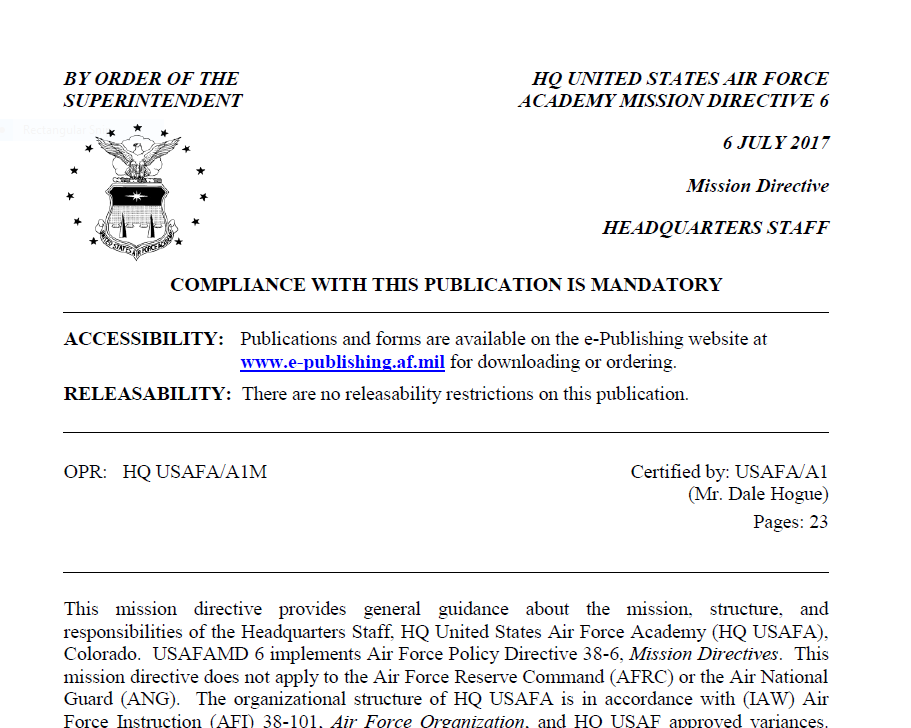 BY ORDER OF THE
SUPERINTENDENT
HQ UNITED STATES AIR FORCE
ACADEMY MISSION DIRECTIVE 6
6 JULY 2017
Mission Directive
HEADQUARTERS STAFF
Rectangular
UNITED STATES AIR FORCE ACADEMY
COMPLIANCE WITH THIS PUBLICATION IS MANDATORY
ACCESSIBILITY: Publications and forms are available on the e-Publishing website at
www.e-publishing.af.mil for downloading or ordering.
RELEASABILITY: There are no releasability restrictions on this publication.
OPR: HQ USAFA/A1M
Certified by: USAFA/A1
(Mr. Dale Hogue)
Pages: 23
This mission directive provides general guidance about the mission, structure, and
responsibilities of the Headquarters Staff, HQ United States Air Force Academy (HQ USAFA),
Colorado. USAFAMD 6 implements Air Force Policy Directive 38-6, Mission Directives. This
mission directive does not apply to the Air Force Reserve Command (AFRC) or the Air National
Guard (ANG). The organizational structure of HQ USAFA is in accordance with (IAW) Air
Force Instruction (AFI) 38-101, Air Force Organization, and HQ USAF approved variances.